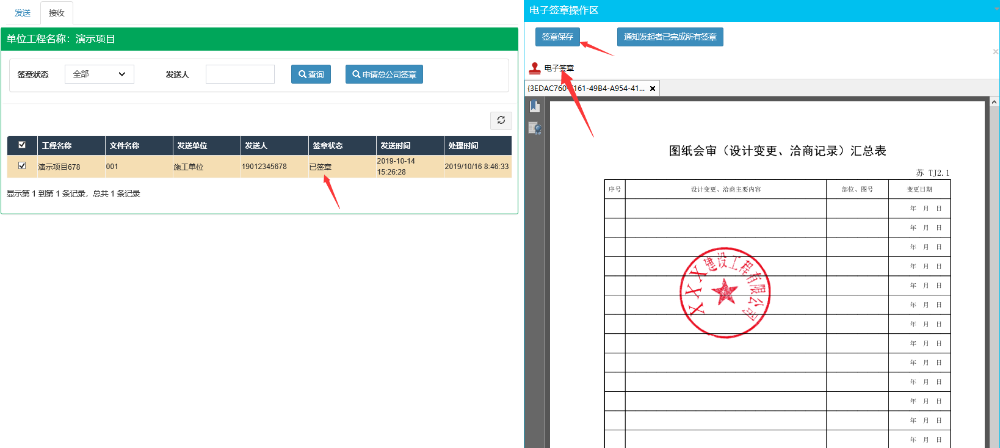 发送
接收
单位工程名称：演示项目
签章状态
全部
发送人
查询
申请总公司签章
工程名称
文件名称
发送单位
发送人
签章状态
发送时间
处理时间
演示项目678
001
施工单位
19012345678
已签章
2019-10-14
15:26:28
2019/10/16 8:46:33
显示第 1 到第 1 条记录，总共 1 条记录
电子签章操作区
签章保存
通知发起者已完成所有签章
电子签章
{3EDAC760-
161-49B4-A954-41...
图纸会审（设计变更、洽商记录）汇总表
苏 TJ2.1
序号
设计变更、洽商主要内容
部位、图号
变更日期
年 月 日
年 月 日
年 月 日
年 月 日
年 月 日
年 月 日
年 月 日
年 月 日
年 月 日
年 月 日
年 月 日
年 月 日
年 月 日
XXX建设工程有限公司